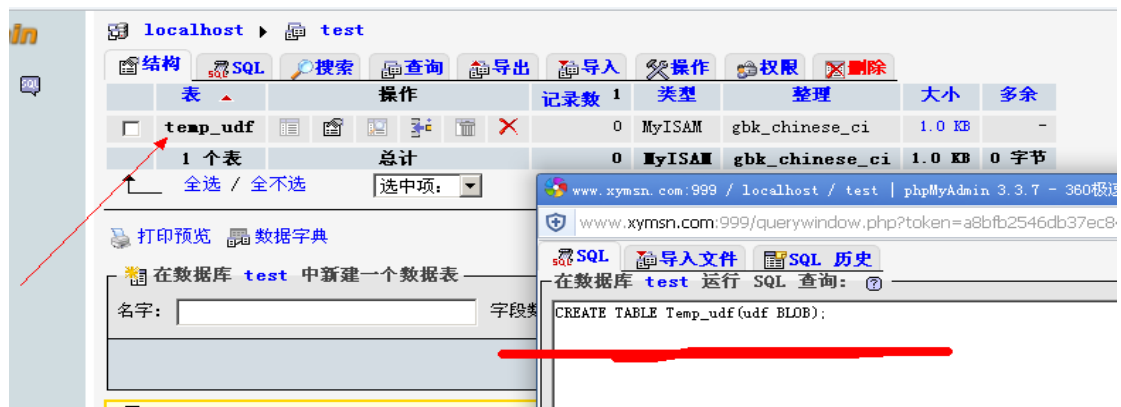 in
localhost ▸ test
结构 SQL 搜索 查询 导出 导入 操作 权限 删除
表 操作 记录数 1 类型 整理 大小 多余
temp_udf 0 MyISAM gbk_chinese_ci 1.0 KB -
1 个表 总计 0 MyISAM gbk_chinese_ci 1.0 KB 0 字节
全选 / 全不选 选中项:
打印预览 数据字典
在数据库 test 中新建一个数据表
名字: 字段数
www.xymsn.com:999 / localhost / test | phpMyAdmin 3.3.7 - 360极速
www.xymsn.com:999/querywindow.php?token=a8bfb2546db37ec84
SQL 导入文件 SQL 历史
在数据库 test 运行 SQL 查询:
CREATE TABLE Temp_udf(udf BLOB);